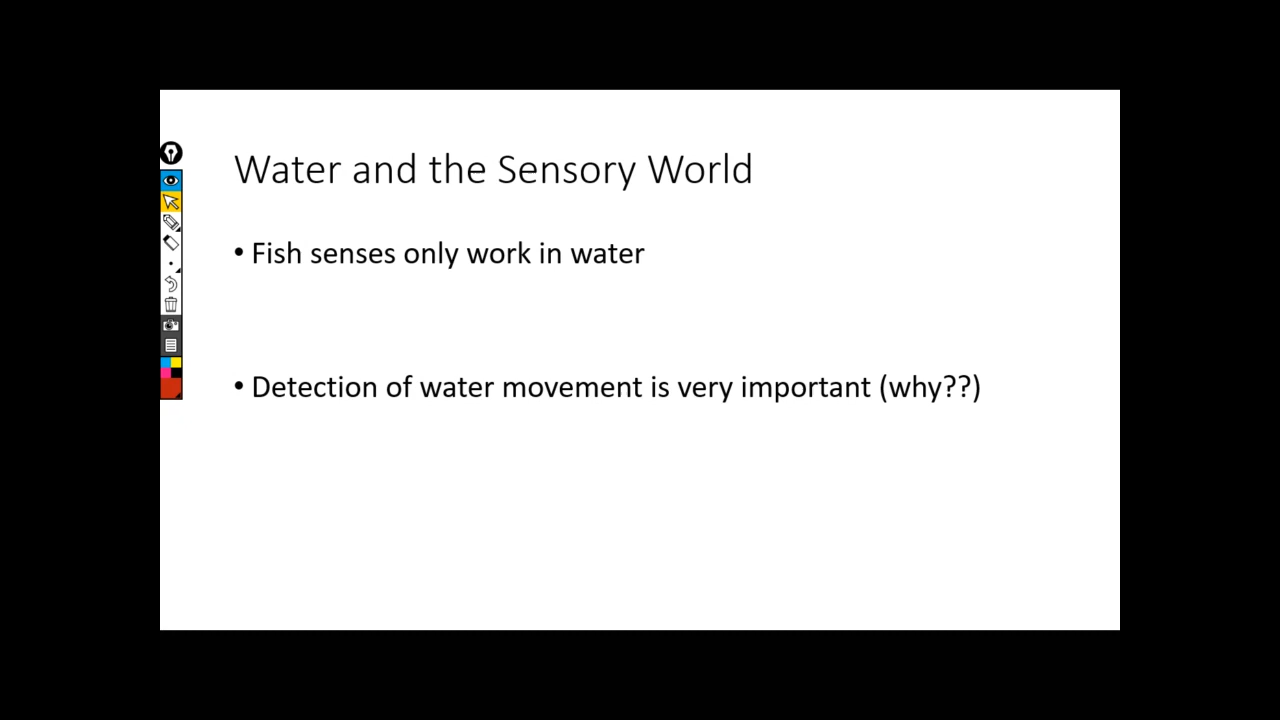 Water and the Sensory World
• Fish senses only work in water
• Detection of water movement is very important (why??)